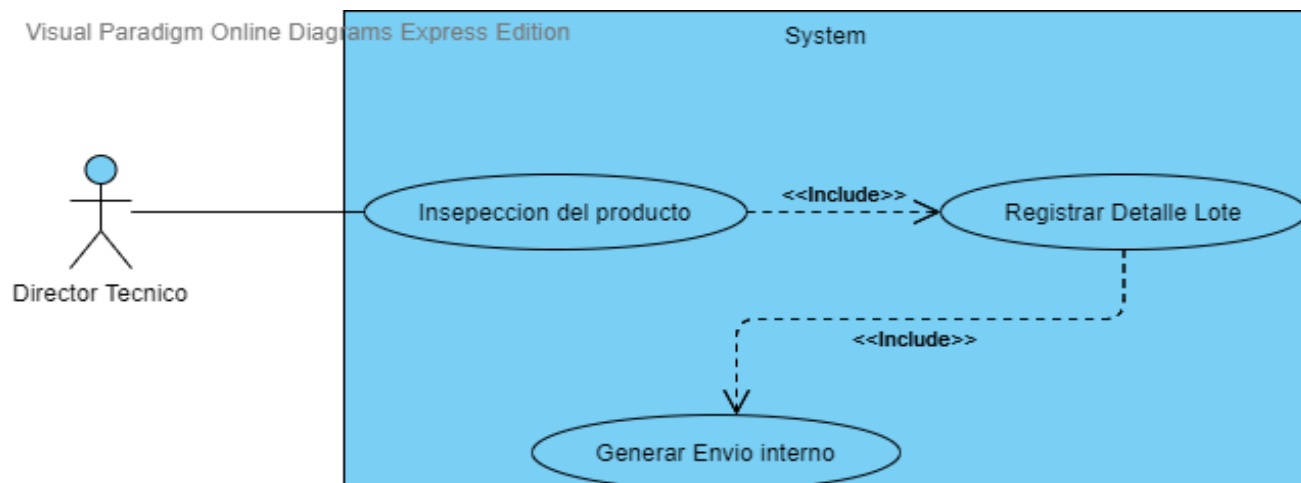 Visual Paradigm Online Diagrams Express Edition
System
Insepeccion del producto
<<Include>>
Registrar Detalle Lote
Director Tecnico
<<Include>>
Generar Envio interno